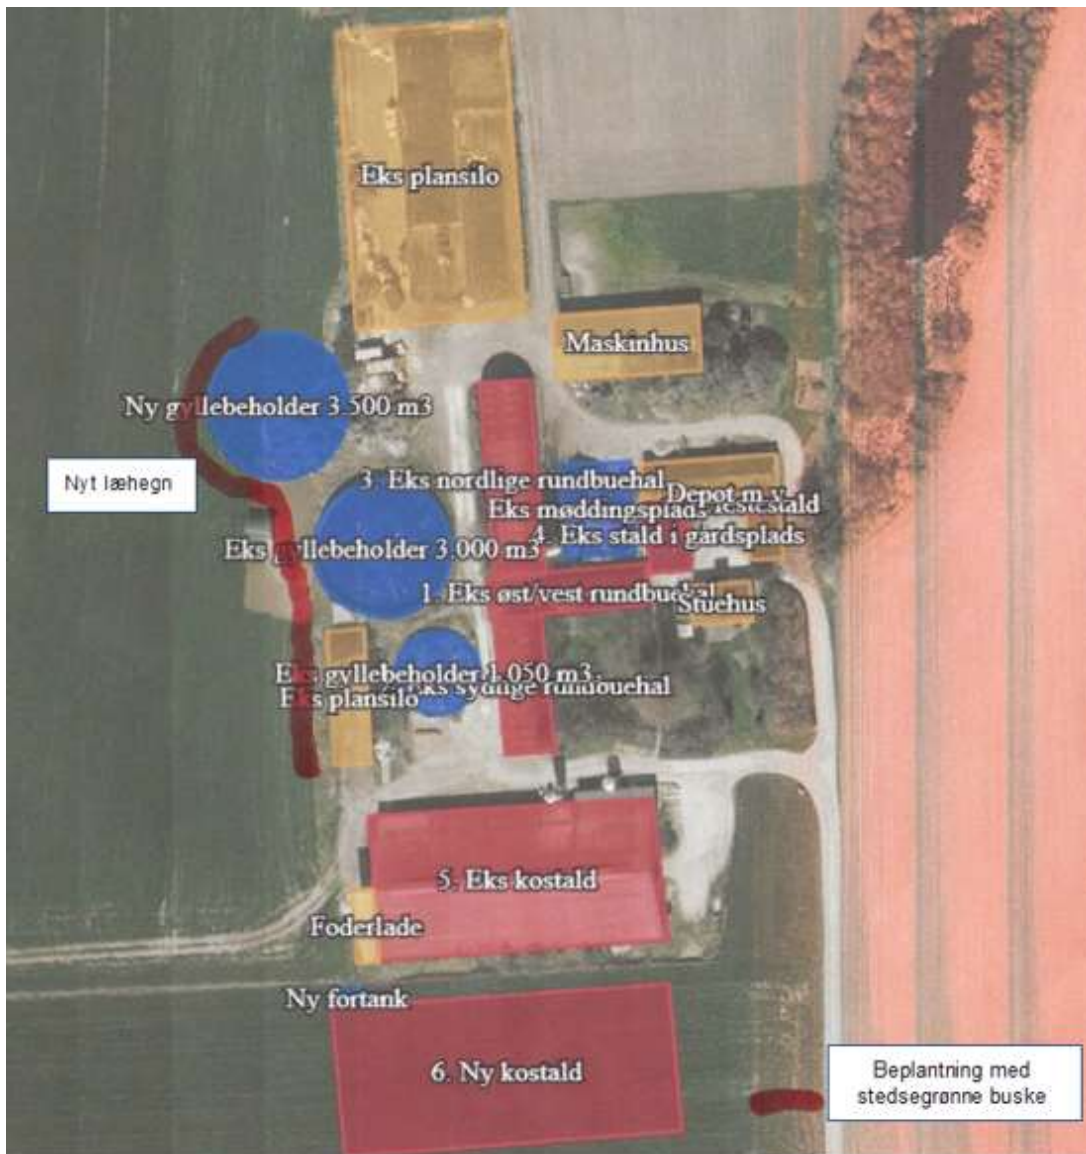 Eks plansilo
Maskinhus
Ny gyllebeholder 3.500 m3
Nyt læhegn
3. Eks nordlige rundbuehal
Depot m.v.
Eks møddingsplads
4. Eks stald i gårdsplads
Eks gyllebeholder 3.000 m3
1. Eks øst/vest rundbuehal
Stuehus
Eks gyllebeholder 1.050 m3
Eks sydlige rundbuehal
Eks plansilo
5. Eks kostald
Foderlade
Ny fortank
6. Ny kostald
Beplantning med
stedsegrønne buske